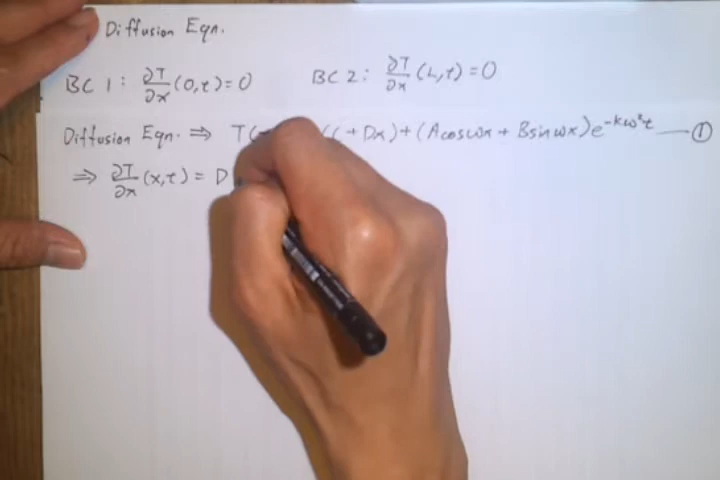 Diffusion Eqn.
BC 1: ∂T/∂x (0,t)=0 BC 2: ∂T/∂x (L,t)=0
Diffusion Eqn. ⇒ T( (C+Dx)+(Acosωx+Bsinωx)e^{-kω²t} — ①
⇒ ∂T/∂x (x,t) = D